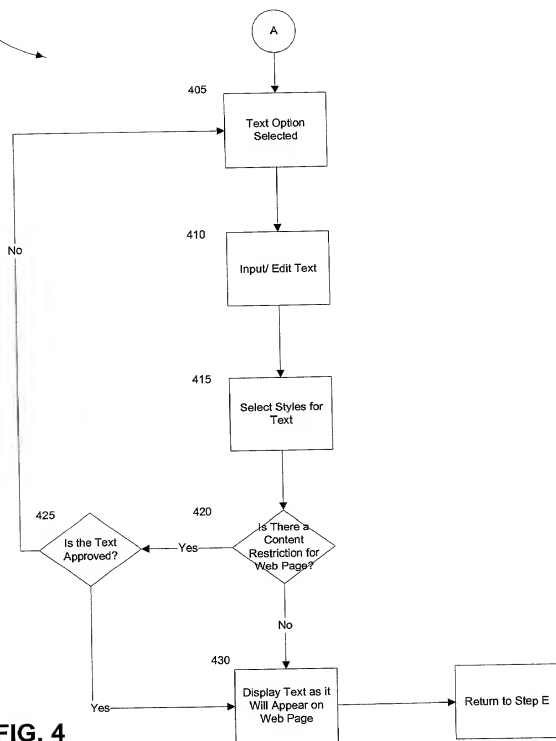 A
405
Text Option
Selected
No
410
Input/ Edit Text
415
Select Styles for
Text
425
Is the Text
Approved?
Yes
420
Is There a
Content
Restriction for
Web Page?
No
430
Yes
Display Text as it
Will Appear on
Web Page
Return to Step E
FIG. 4